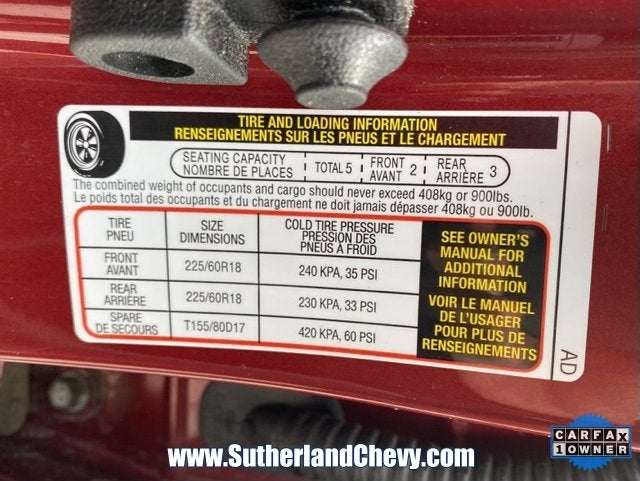 TIRE AND LOADING INFORMATION
RENSEIGNEMENTS SUR LES PNEUS ET LE CHARGEMENT
SEATING CAPACITY
NOMBRE DE PLACES
TOTAL 5
FRONT
AVANT 2
REAR
ARRIÈRE 3
The combined weight of occupants and cargo should never exceed 408kg or 900lbs.
Le poids total des occupants et du chargement ne doit jamais dépasser 408kg ou 900lb.
TIRE
PNEU
SIZE
DIMENSIONS
COLD TIRE PRESSURE
PRESSION DES
PNEUS À FROID
FRONT
AVANT
225/60R18
240 KPA, 35 PSI
REAR
ARRIÈRE
225/60R18
230 KPA, 33 PSI
SPARE
DE SECOURS
T155/80D17
420 KPA, 60 PSI
SEE OWNER'S
MANUAL FOR
ADDITIONAL
INFORMATION
VOIR LE MANUEL
DE L'USAGER
POUR PLUS DE
RENSEIGNEMENTS
AD
www.SutherlandChevy.com
CARFAX
1 OWNER